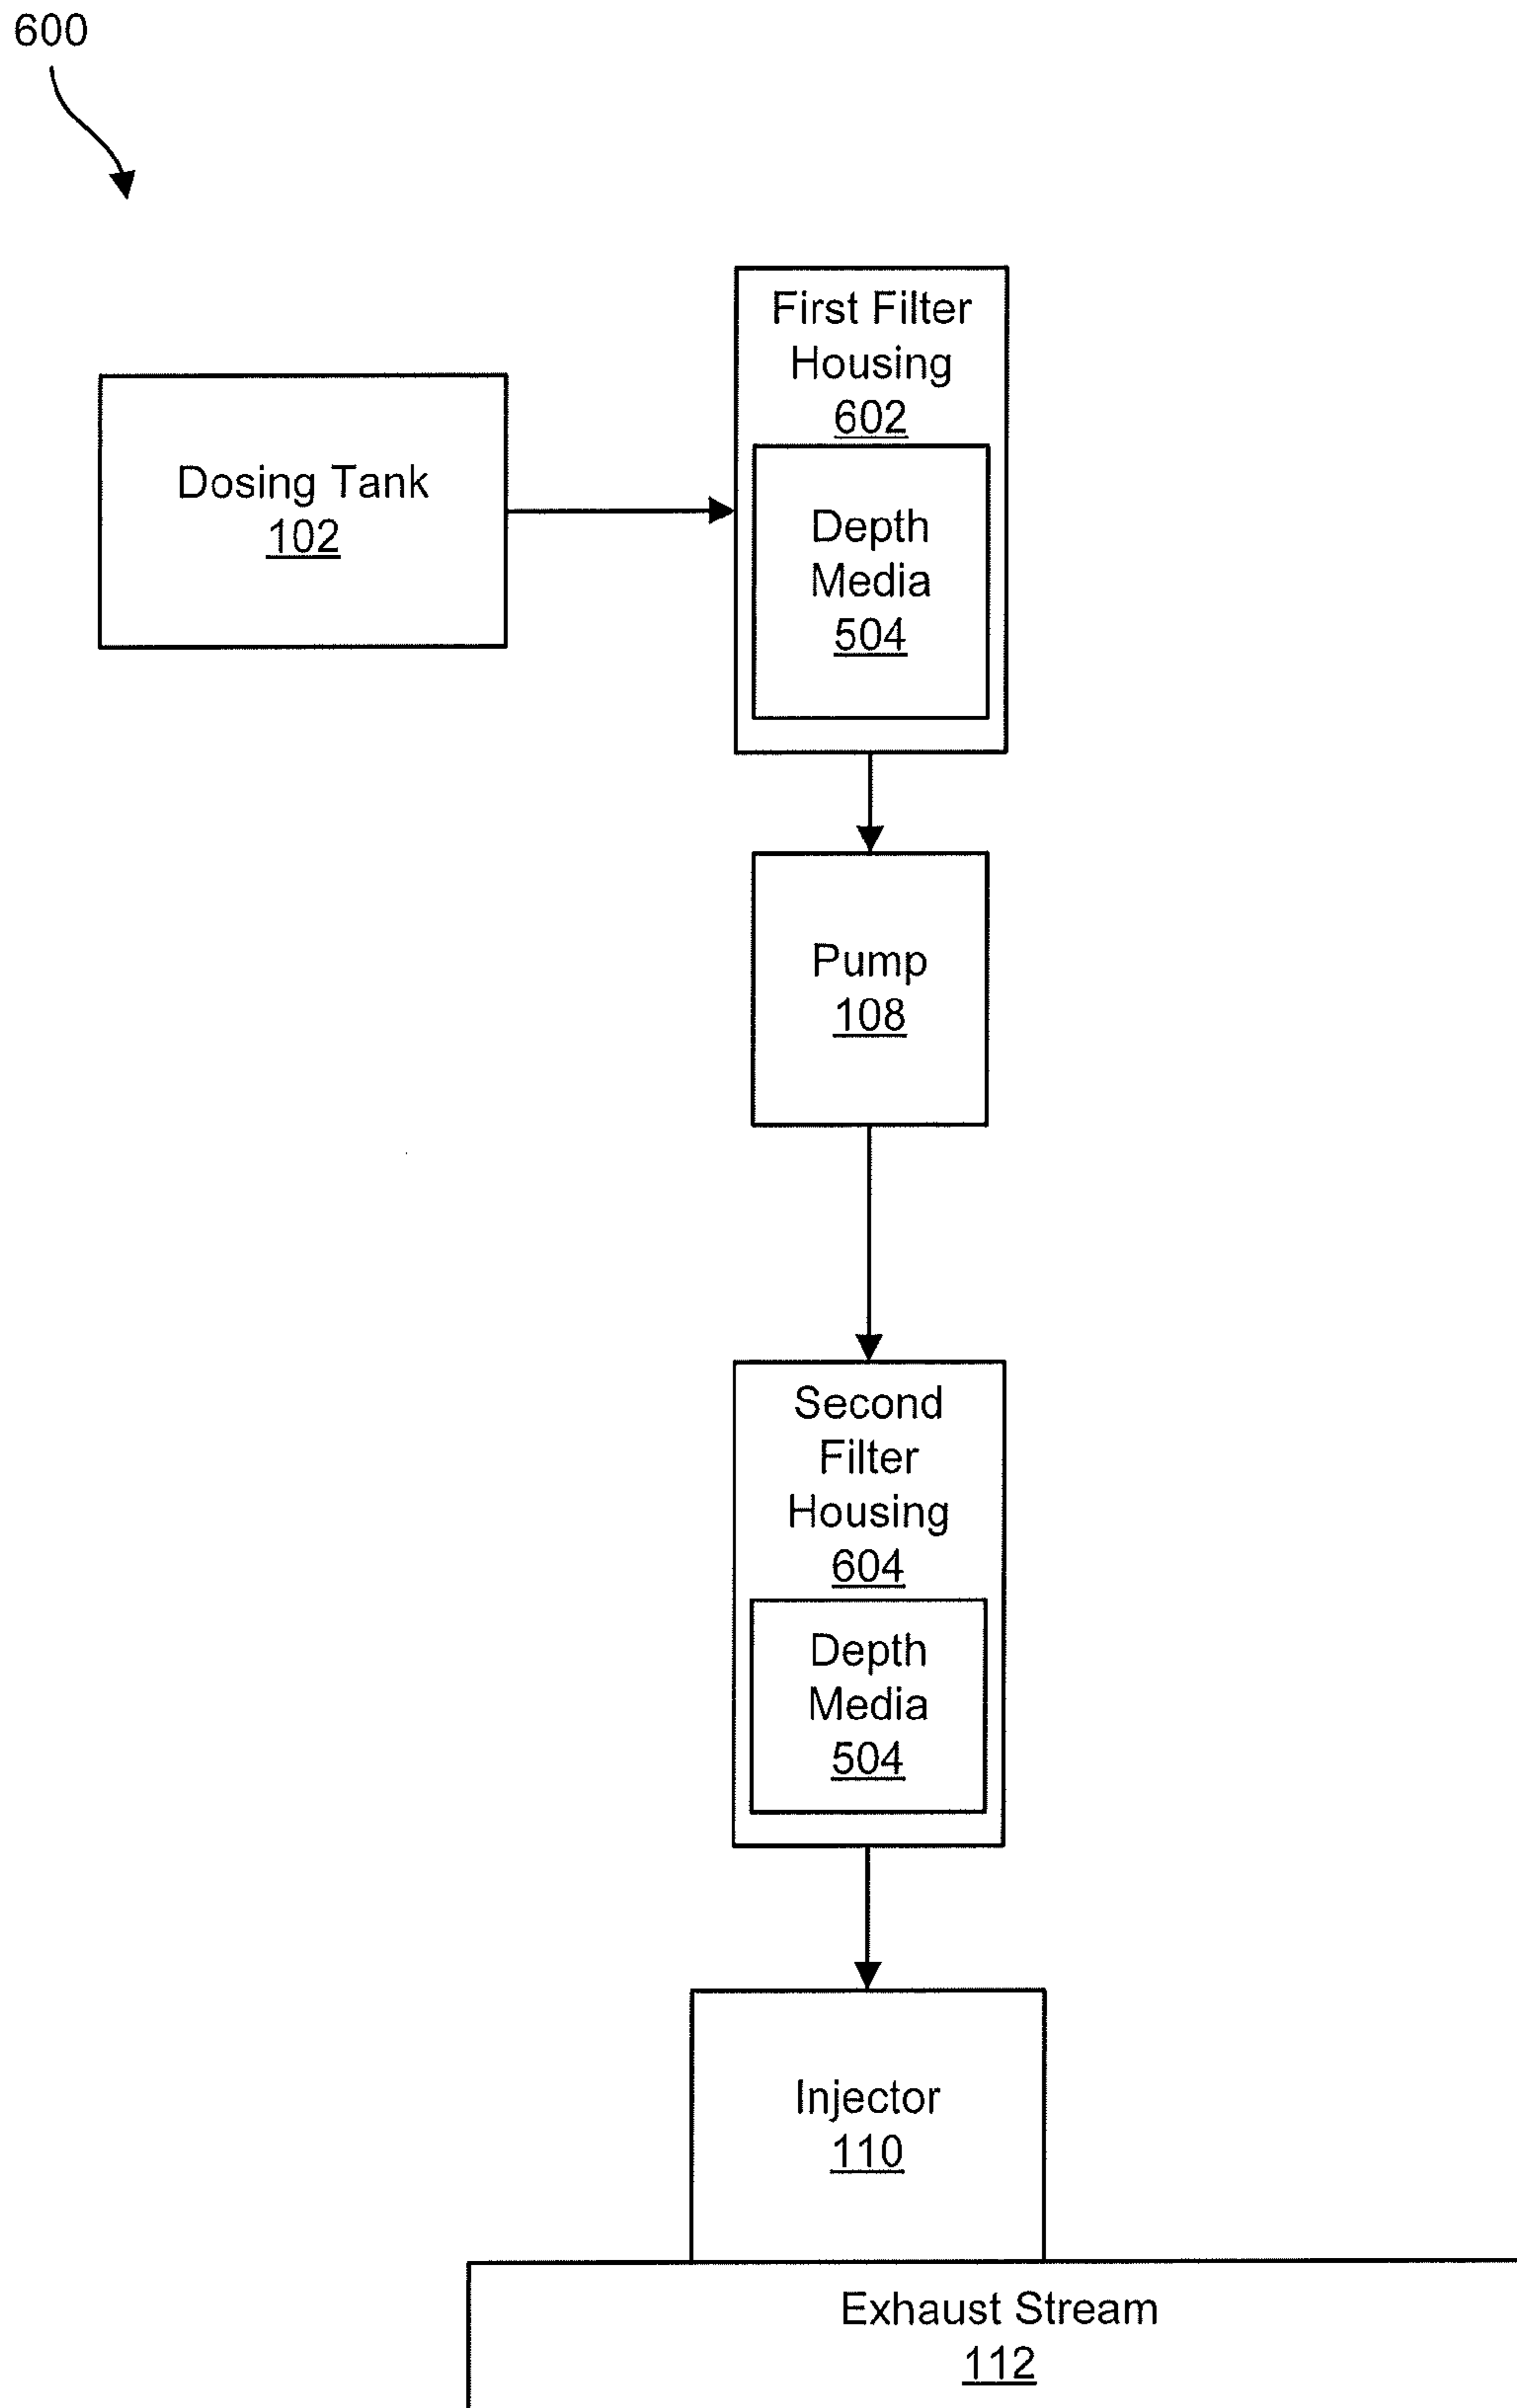 600
First Filter
Housing
602
Dosing Tank
102
Depth
Media
504
Pump
108
Second
Filter
Housing
604
Depth
Media
504
Injector
110
Exhaust Stream
112